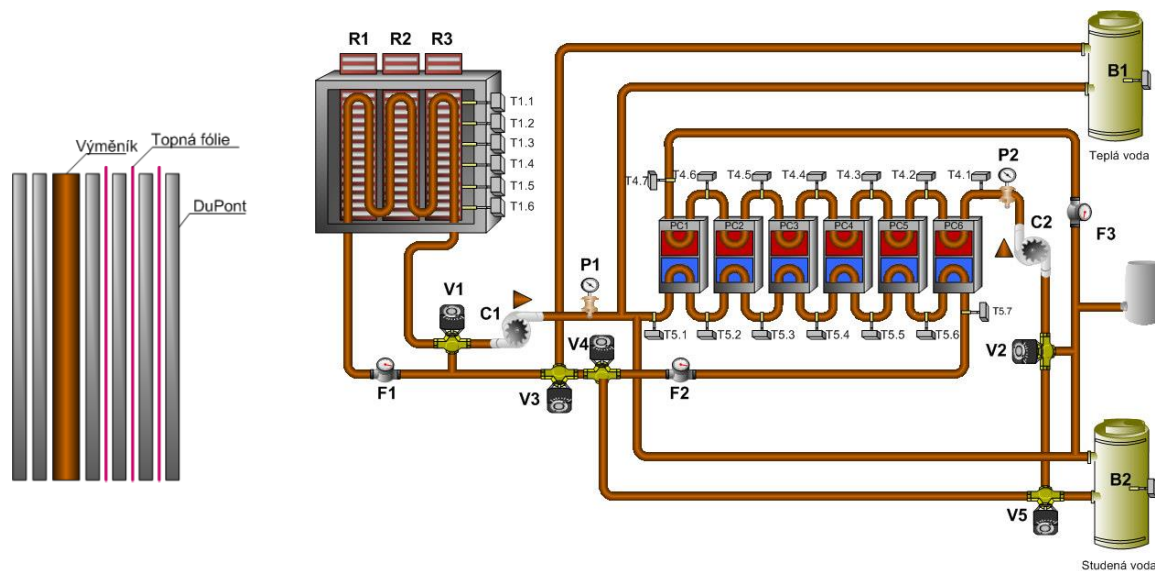 Výměník
Topná fólie
DuPont
R1 R2 R3
T1.1
T1.2
T1.3
T1.4
T1.5
T1.6
B1
Teplá voda
P2
T4.7 T4.6 T4.5 T4.4 T4.3 T4.2 T4.1
C2
F3
PC1 PC2 PC3 PC4 PC5 PC6
P1
V1
C1
T5.1 T5.2 T5.3 T5.4 T5.5 T5.6 T5.7
V4
V2
F1
V3
F2
B2
V5
Studená voda